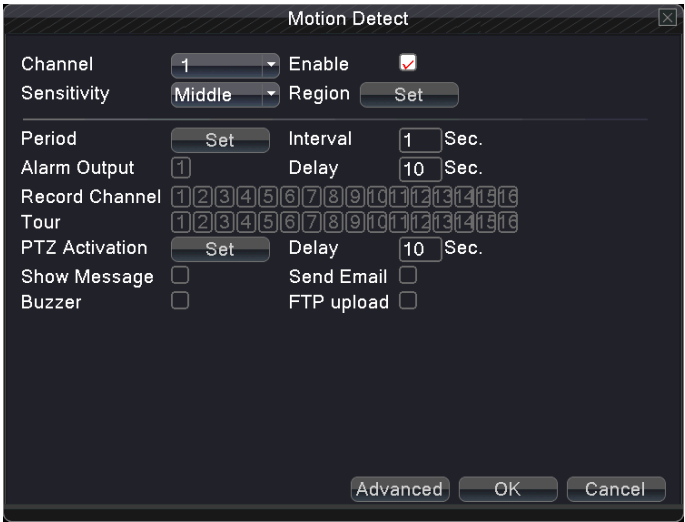 Motion Detect
Channel 1 Enable
Sensitivity Middle Region Set
Period Set Interval 1 Sec.
Alarm Output 1 Delay 10 Sec.
Record Channel 1 2 3 4 5 6 7 8 9 10 11 12 13 14 15 16
Tour 1 2 3 4 5 6 7 8 9 10 11 12 13 14 15 16
PTZ Activation Set Delay 10 Sec.
Show Message Send Email
Buzzer FTP upload
Advanced OK Cancel